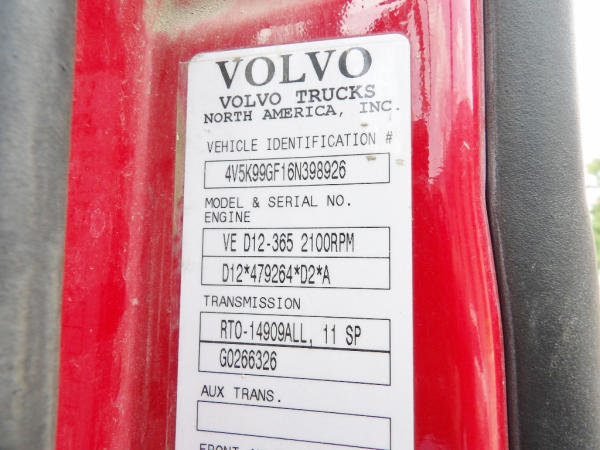 VOLVO
VOLVO TRUCKS
NORTH AMERICA, INC.
VEHICLE IDENTIFICATION #
4V5K99GF16N398926
MODEL & SERIAL NO.
ENGINE
VE D12-365 2100RPM
D12*479264*D2*A
TRANSMISSION
RTO-14909ALL, 11 SP
G0266326
AUX TRANS.
FRONT